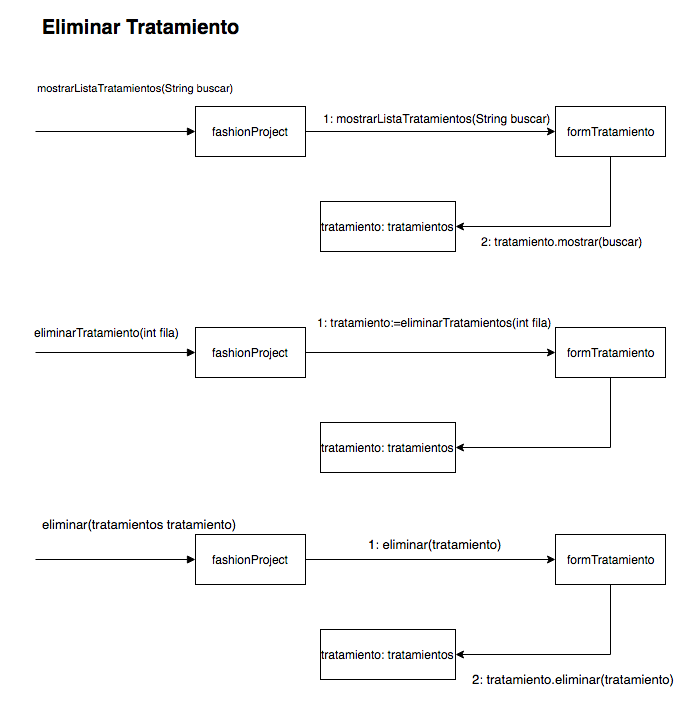 Eliminar Tratamiento
mostrarListaTratamientos(String buscar)
fashionProject
1: mostrarListaTratamientos(String buscar)
formTratamiento
tratamiento: tratamientos
2: tratamiento.mostrar(buscar)
eliminarTratamiento(int fila)
fashionProject
1: tratamiento:=eliminarTratamientos(int fila)
formTratamiento
tratamiento: tratamientos
eliminar(tratamientos tratamiento)
fashionProject
1: eliminar(tratamiento)
formTratamiento
tratamiento: tratamientos
2: tratamiento.eliminar(tratamiento)